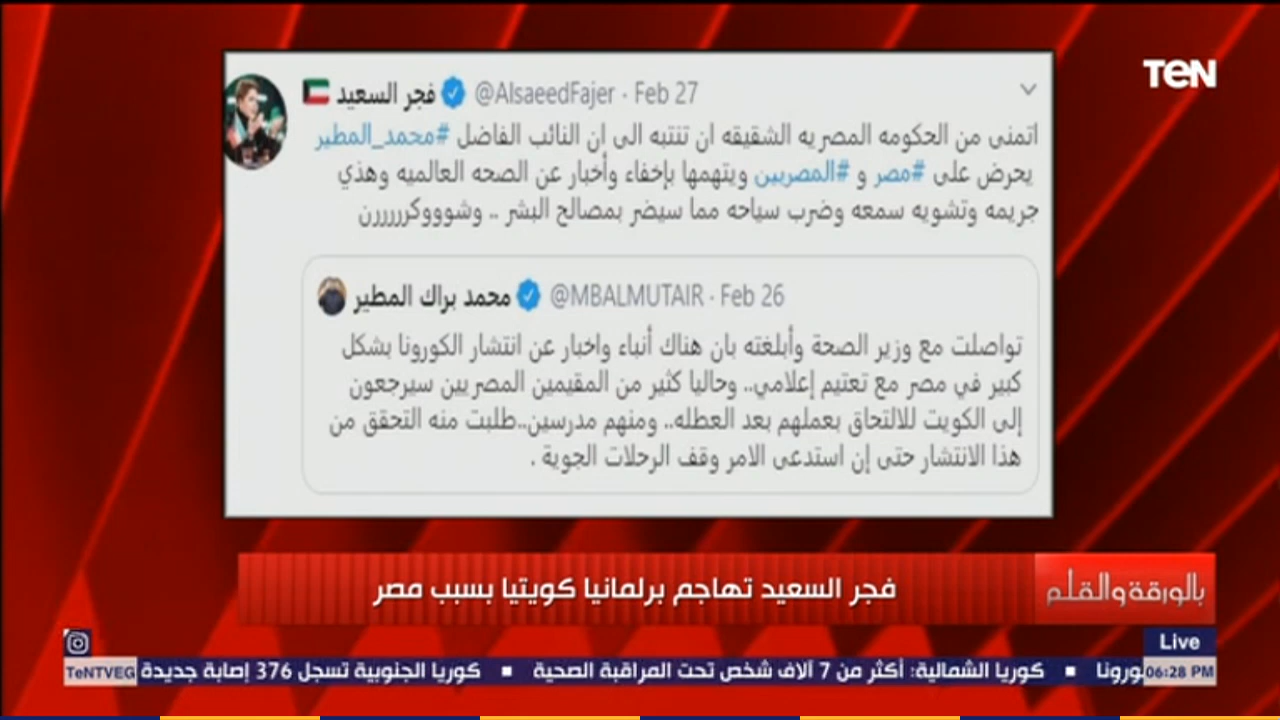 TEN
فجر السعيد @AlsaeedFajer · Feb 27
اتمنى من الحكومه المصريه الشقيقه ان تنتبه الى ان النائب الفاضل #محمد_المطير
يحرض على #مصر و #المصريين ويتهمها بإخفاء وأخبار عن الصحه العالميه وهذي
جريمه وتشويه سمعه وضرب سياحه مما سيضر بمصالح البشر .. وشوووكرررررن
محمد براك المطير @MBALMUTAIR · Feb 26
تواصلت مع وزير الصحة وأبلغته بان هناك أنباء واخبار عن انتشار الكورونا بشكل
كبير في مصر مع تعتيم إعلامي.. وحاليا كثير من المقيمين المصريين سيرجعون
إلى الكويت للالتحاق بعملهم بعد العطله.. ومنهم مدرسين..طلبت منه التحقق من
هذا الانتشار حتى إن استدعى الامر وقف الرحلات الجوية .
بالورقة والقلم
فجر السعيد تهاجم برلمانيا كويتيا بسبب مصر
Live
06:28 PM
ورونا ▪ كوريا الشمالية: أكثر من 7 آلاف شخص تحت المراقبة الصحية ▪ كوريا الجنوبية تسجل 376 إصابة جديدة
TeNTVEG